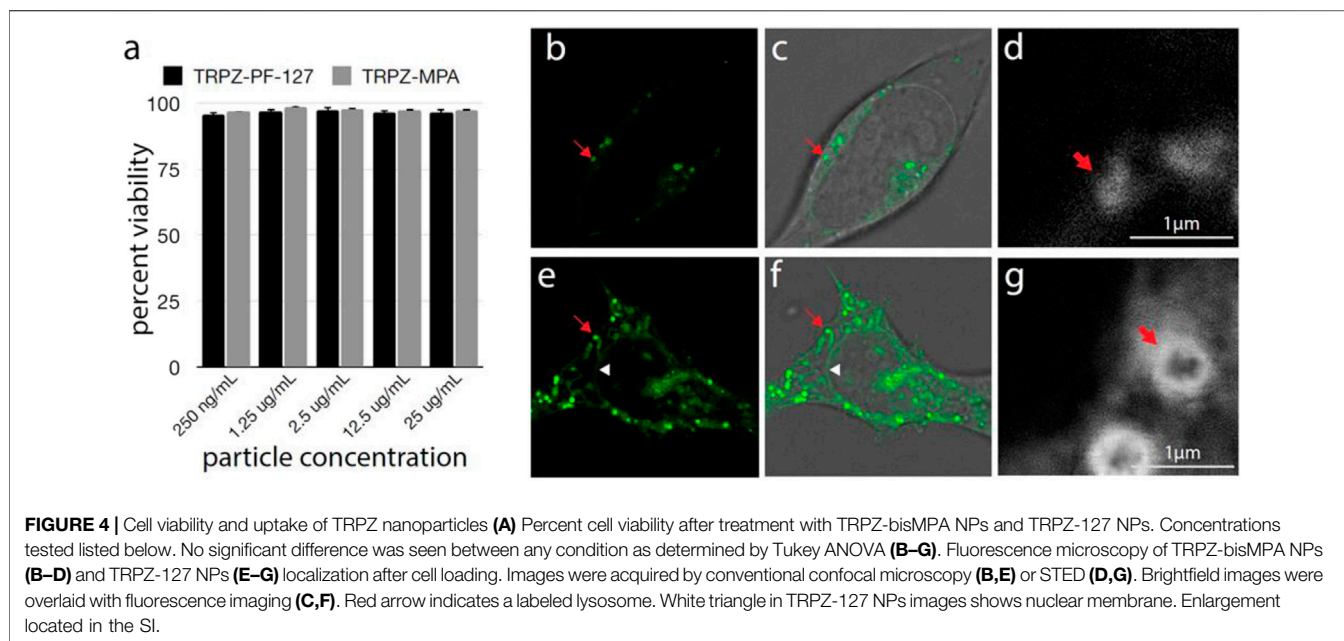 a
TRPZ-PF-127 TRPZ-MPA
100
75
50
25
0
percent viability
250 ng/mL
1.25 ug/mL
2.5 ug/mL
12.5 ug/mL
25 ug/mL
particle concentration
b
c
d
1μm
e
f
g
1μm
FIGURE 4 | Cell viability and uptake of TRPZ nanoparticles (A) Percent cell viability after treatment with TRPZ-bisMPA NPs and TRPZ-127 NPs. Concentrations
tested listed below. No significant difference was seen between any condition as determined by Tukey ANOVA (B–G). Fluorescence microscopy of TRPZ-bisMPA NPs
(B–D) and TRPZ-127 NPs (E–G) localization after cell loading. Images were acquired by conventional confocal microscopy (B,E) or STED (D,G). Brightfield images were
overlaid with fluorescence imaging (C,F). Red arrow indicates a labeled lysosome. White triangle in TRPZ-127 NPs images shows nuclear membrane. Enlargement
located in the SI.